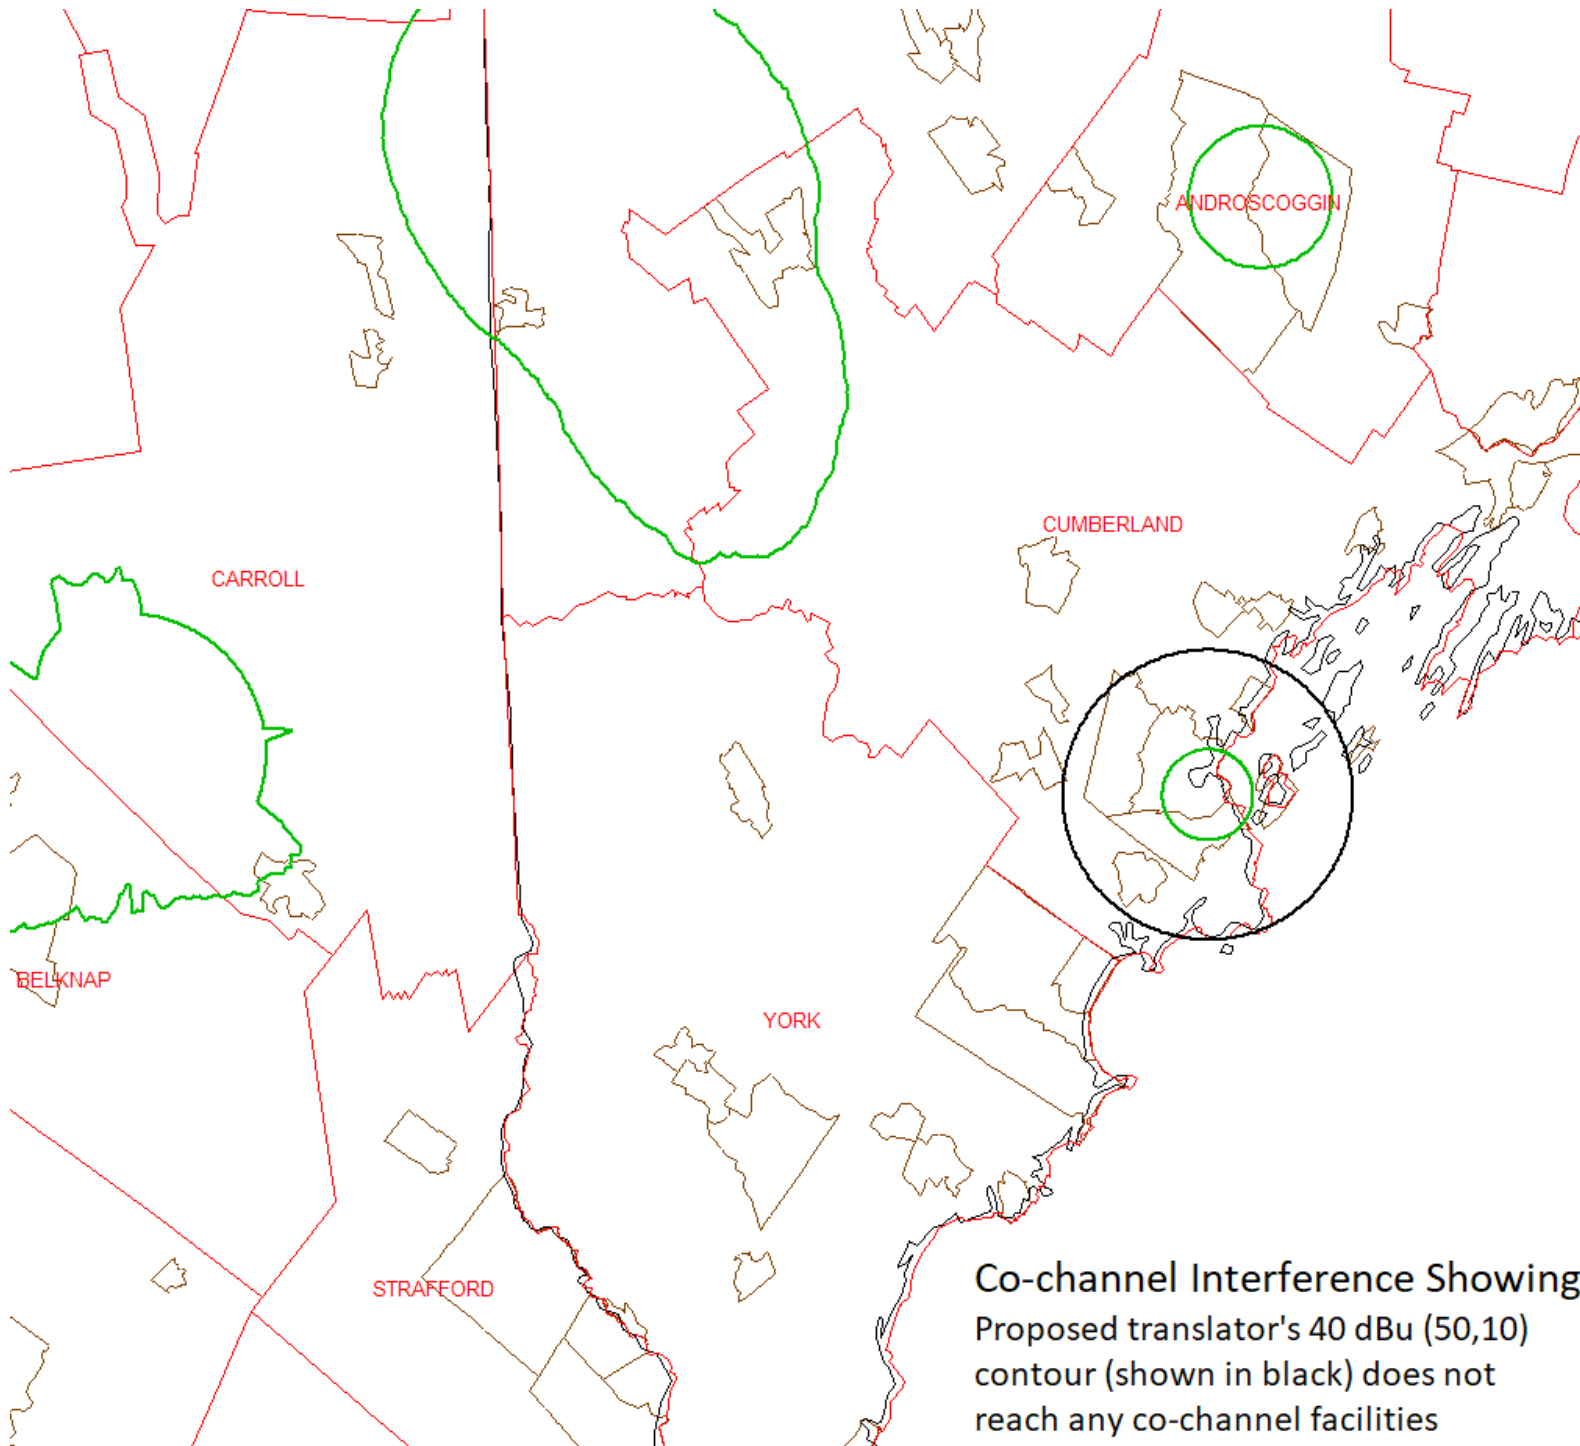 ANDROSCOGGIN
CUMBERLAND
CARROLL
BELKNAP
YORK
STRAFFORD
Co-channel Interference Showing
Proposed translator's 40 dBu (50,10)
contour (shown in black) does not
reach any co-channel facilities